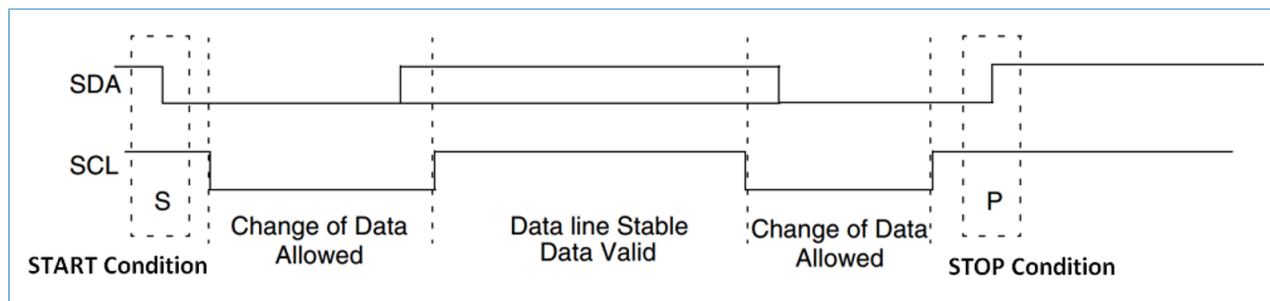 SDA
SCL
S
P
Change of Data
Allowed
Data line Stable
Data Valid
Change of Data
Allowed
START Condition
STOP Condition